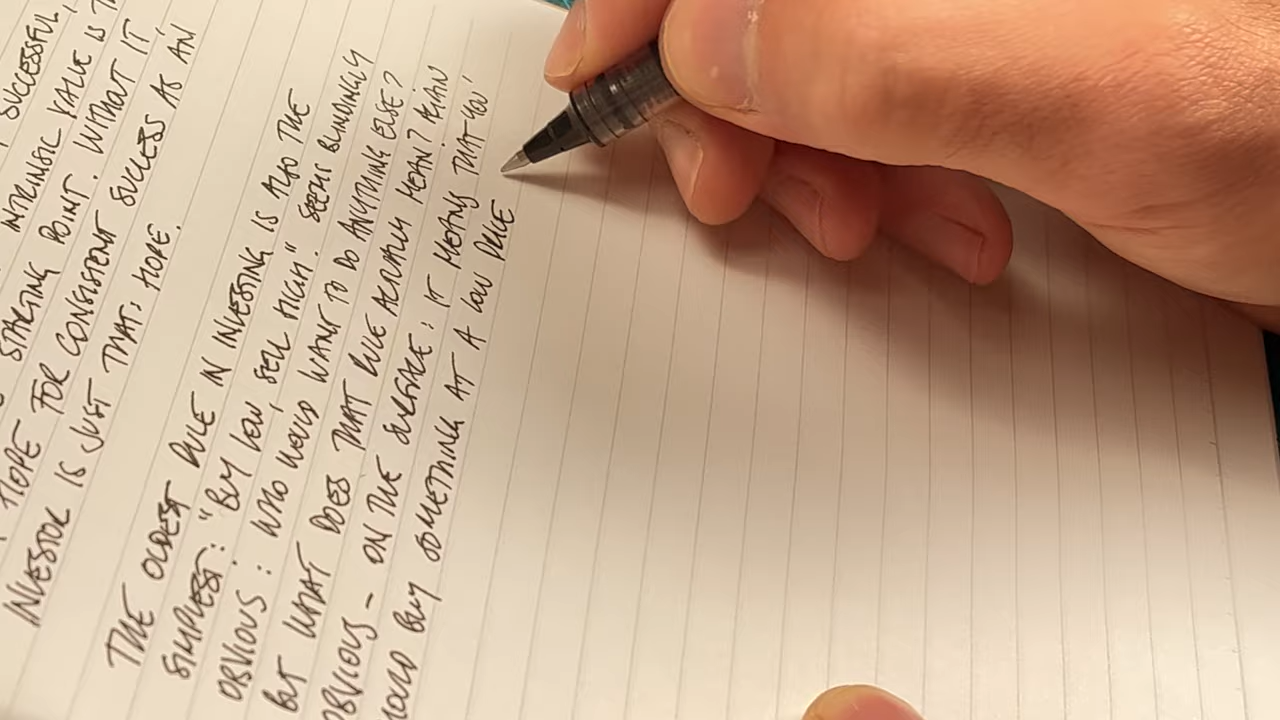 SUCCESSFUL,
INTRINSIC VALUE IS
STARTING POINT. WITHOUT IT
HOPE FOR CONSISTENT SUCCESS AS AN
INVESTOR IS JUST THAT: HOPE.
THE OLDEST RULE IN INVESTING IS ALSO THE
SIMPLEST: "BUY LOW, SELL HIGH." SEEMS BLINDINGLY
OBVIOUS: WHO WOULD WANT TO DO ANYTHING ELSE?
BUT WHAT DOES THAT RULE ACTUALLY MEAN? AGAIN
OBVIOUS - ON THE SURFACE: IT MEANS THAT YOU
BUY SOMETHING AT A LOW PRICE